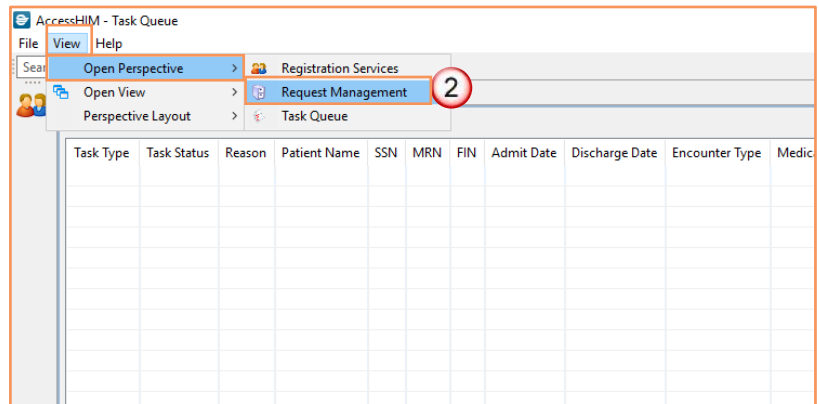 AccessHIM - Task Queue
File View Help
Sear
Open Perspective > Registration Services
Open View > Request Management 2
Perspective Layout > Task Queue
Task Type Task Status Reason Patient Name SSN MRN FIN Admit Date Discharge Date Encounter Type Medic